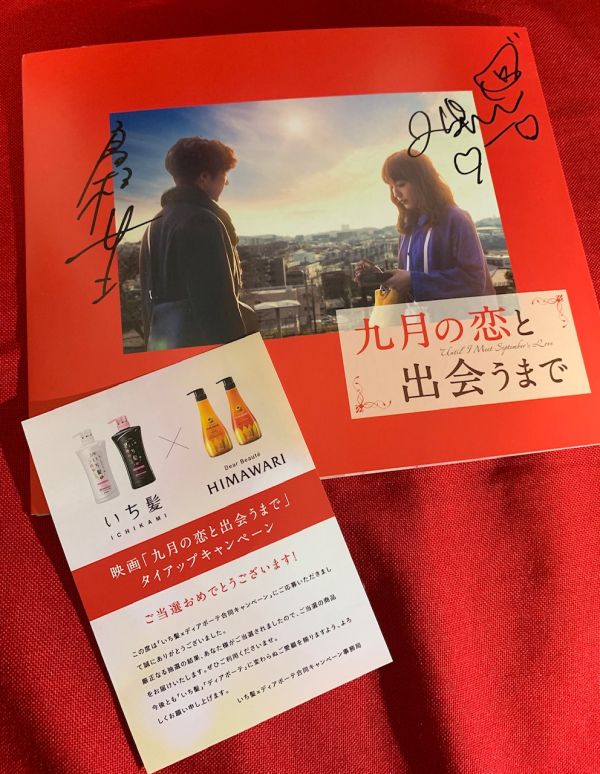 九月の恋と
Until I Meet September's Love
出会うまで
いち髪
ICHIKAMI
×
Dear Beauté
HIMAWARI
映画「九月の恋と出会うまで」
タイアップキャンペーン
ご当選おめでとうございます!
この度は「いち髪×ディアボーテ合同キャンペーン」にご応募いただきまし
て誠にありがとうございました。
厳正なる抽選の結果、あなた様がご当選されましたので、ご当選の商品
をお届けいたします。ぜひご利用くださいませ。
今後とも「いち髪」「ディアボーテ」に変わらぬご愛顧を賜りますよう、よろ
しくお願い申し上げます。
いち髪×ディアボーテ合同キャンペーン事務局